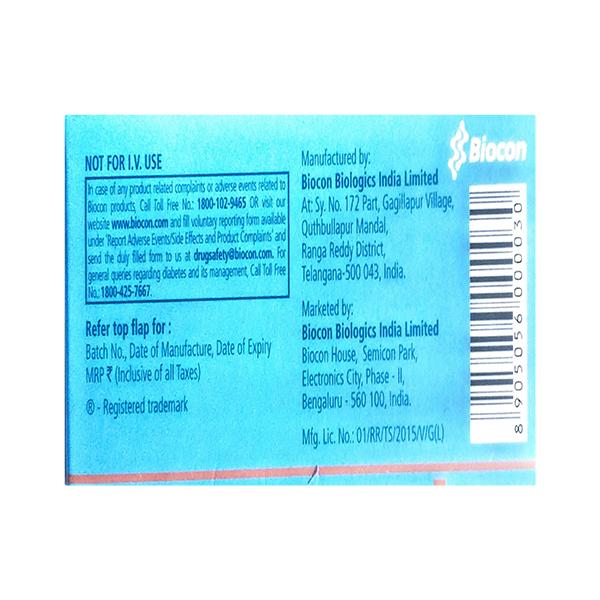 NOT FOR I.V. USE
In case of any product related complaints or adverse events related to
Biocon products, Call Toll Free No.: 1800-102-9465 OR visit our
website www.biocon.com and fill voluntary reporting form available
under 'Report Adverse Events/Side Effects and Product Complaints' and
send the duly filled form to us at drugsafety@biocon.com. For
general queries regarding diabetes and its management, Call Toll Free
No.:1800-425-7667.
Refer top flap for :
Batch No., Date of Manufacture, Date of Expiry
MRP ₹ (Inclusive of all Taxes)
® - Registered trademark
Manufactured by:
Biocon Biologics India Limited
At: Sy. No. 172 Part, Gagillapur Village,
Quthbullapur Mandal,
Ranga Reddy District,
Telangana-500 043, India.
Marketed by:
Biocon Biologics India Limited
Biocon House, Semicon Park,
Electronics City, Phase - II,
Bengaluru - 560 100, India.
Mfg. Lic. No.: 01/RR/TS/2015/V/G(L)
Biocon
8 905056 000030